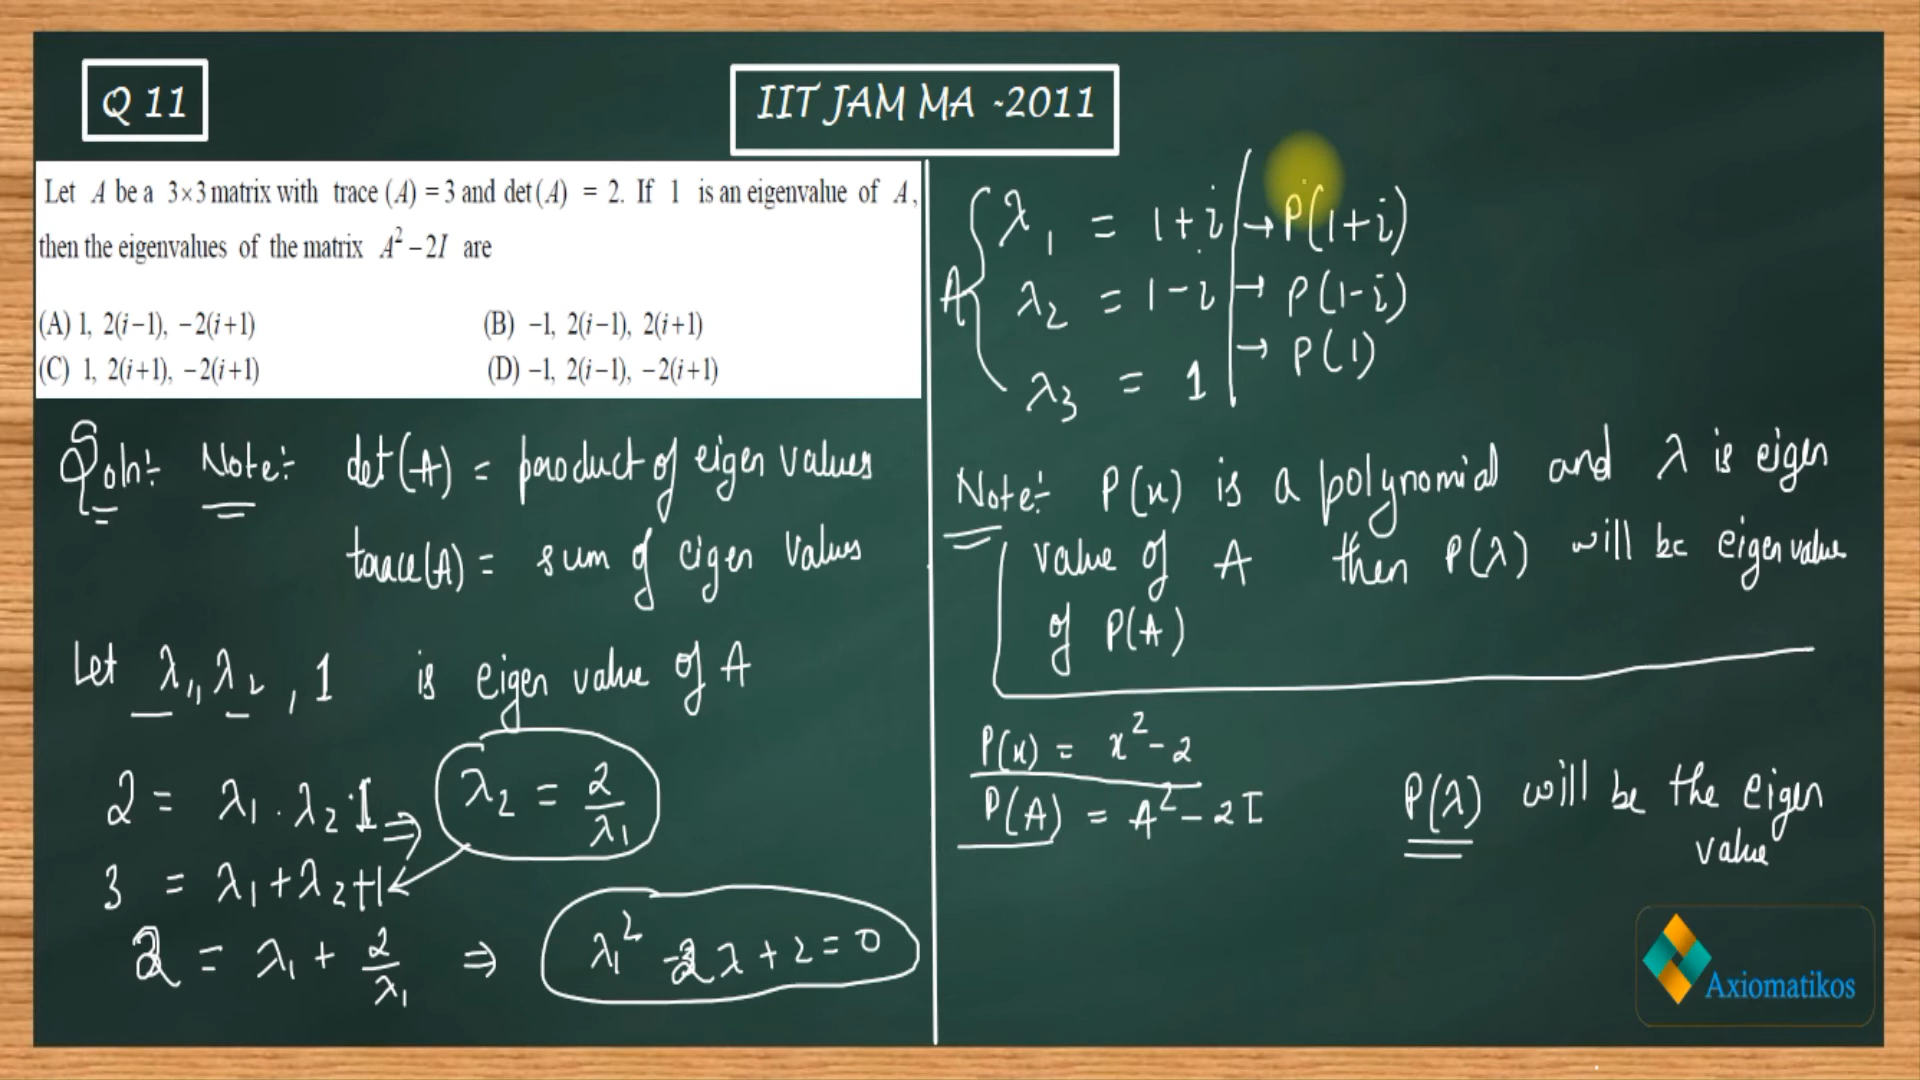 Q 11
IIT JAM MA -2011
Let A be a 3×3 matrix with trace (A) = 3 and det (A) = 2. If 1 is an eigenvalue of A,
then the eigenvalues of the matrix A² − 2I are
(A) 1, 2(i−1), −2(i+1)
(B) −1, 2(i−1), 2(i+1)
(C) 1, 2(i+1), −2(i+1)
(D) −1, 2(i−1), −2(i+1)
Soln:- Note:- det(A) = product of eigen values
trace(A) = sum of eigen values
Let λ₁, λ₂, 1 is eigen value of A
2 = λ₁ . λ₂ . 1 ⇒ λ₂ = 2/λ₁
3 = λ₁ + λ₂ + 1
2 = λ₁ + 2/λ₁ ⇒ λ₁² - 2λ + 2 = 0
A { λ₁ = 1+i → P(1+i)
λ₂ = 1-i → P(1-i)
λ₃ = 1 → P(1)
Note:- P(x) is a polynomial and λ is eigen
value of A then P(λ) will be eigen value
of P(A)
P(x) = x² - 2
P(A) = A² - 2I
P(λ) will be the eigen
value
Axiomatikos